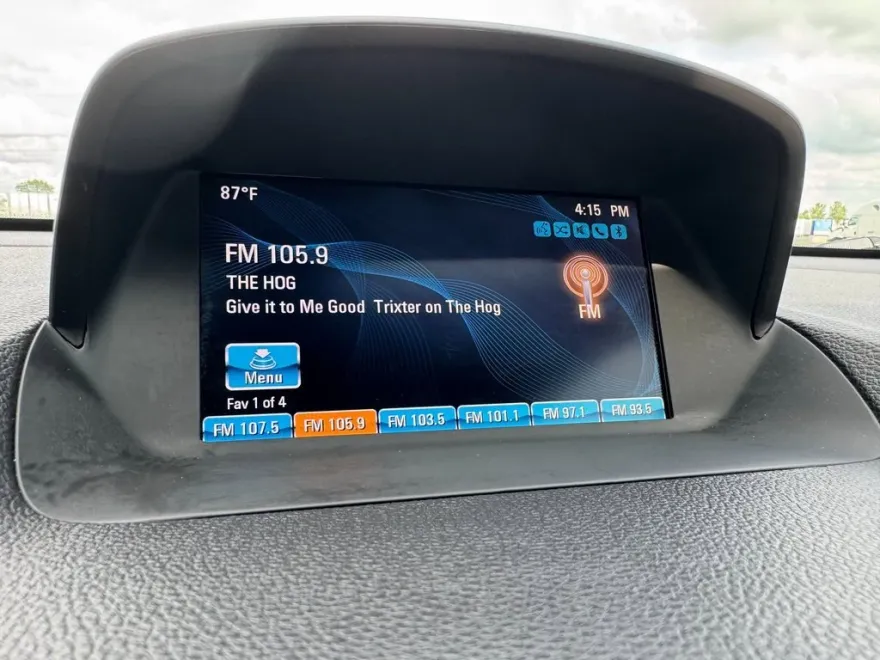 87°F
4:15 PM
FM 105.9
THE HOG
Give it to Me Good Trixter on The Hog
FM
Menu
Fav 1 of 4
FM 107.5
FM 105.9
FM 103.5
FM 101.1
FM 97.1
FM 93.5